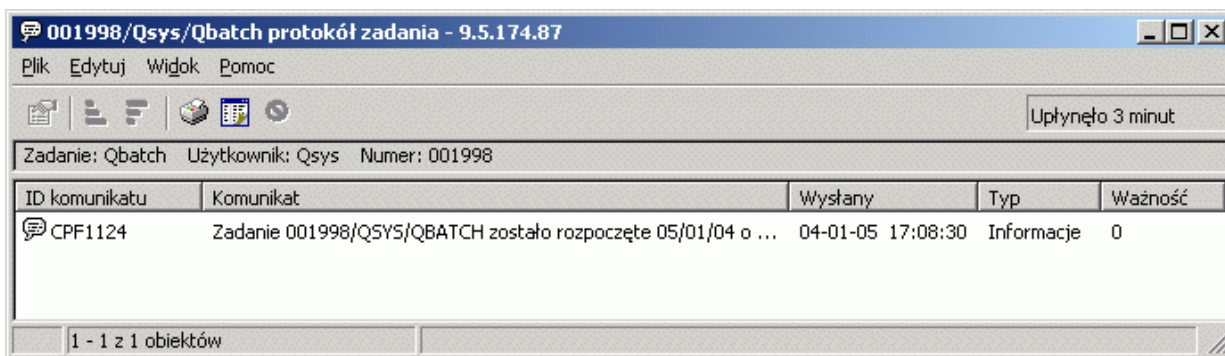 001998/Qsys/Qbatch protokół zadania - 9.5.174.87
Plik Edytuj Widok Pomoc
Upłynęło 3 minut
Zadanie: Qbatch Użytkownik: Qsys Numer: 001998
ID komunikatu Komunikat Wysłany Typ Ważność
CPF1124 Zadanie 001998/QSYS/QBATCH zostało rozpoczęte 05/01/04 o ... 04-01-05 17:08:30 Informacje 0
1 - 1 z 1 obiektów